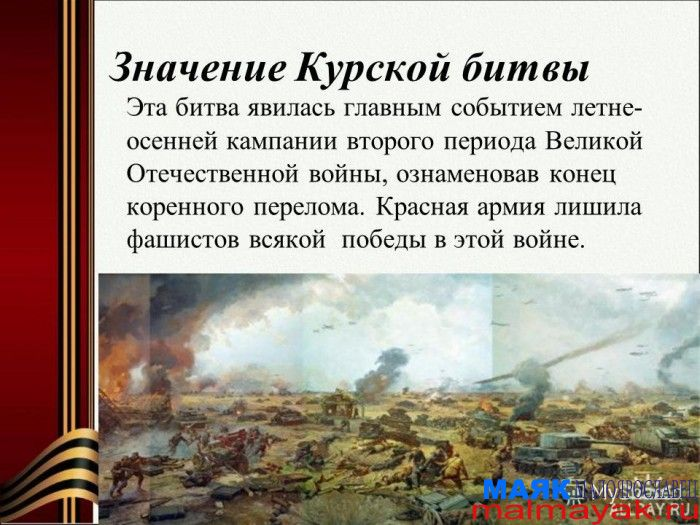 Значение Курской битвы
Эта битва явилась главным событием летне-
осенней кампании второго периода Великой
Отечественной войны, ознаменовав конец
коренного перелома. Красная армия лишила
фашистов всякой победы в этой войне.
МАЯК
malmayak.ru